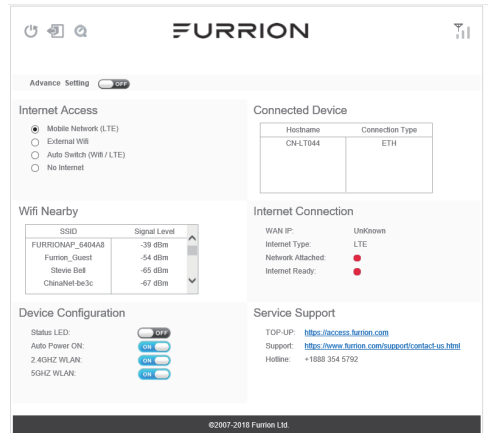 FURRION
Advance Setting OFF
Internet Access
Mobile Network (LTE)
External Wifi
Auto Switch (Wifi / LTE)
No Internet
Connected Device
Hostname Connection Type
CN-LT044 ETH
Wifi Nearby
SSID Signal Level
FURRIONAP_6404A8 -39 dBm
Furrion_Guest -54 dBm
Stevie Bell -65 dBm
ChinaNet-be3c -67 dBm
Internet Connection
WAN IP: UnKnown
Internet Type: LTE
Network Attached:
Internet Ready:
Device Configuration
Status LED: OFF
Auto Power ON: ON
2.4GHZ WLAN: ON
5GHZ WLAN: ON
Service Support
TOP-UP: https://access.furrion.com
Support: https://www.furrion.com/support/contact-us.html
Hotline: +1888 354 5792
©2007-2018 Furrion Ltd.